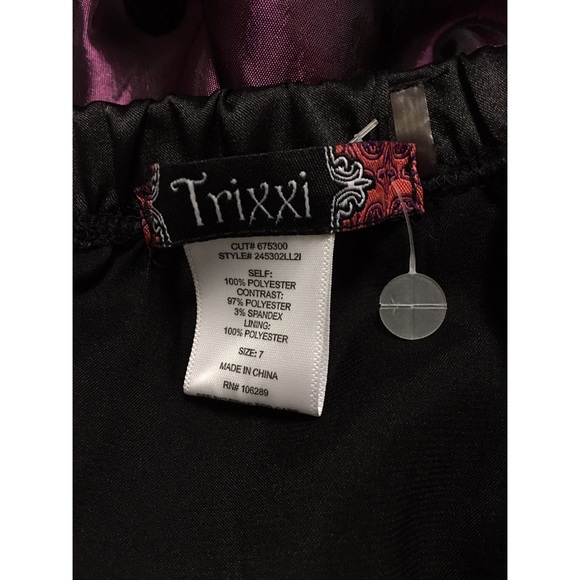 Trixxi
CUT# 675300
STYLE# 245302LL2I
SELF:
100% POLYESTER
CONTRAST:
97% POLYESTER
3% SPANDEX
LINING:
100% POLYESTER
SIZE: 7
MADE IN CHINA
RN# 106289